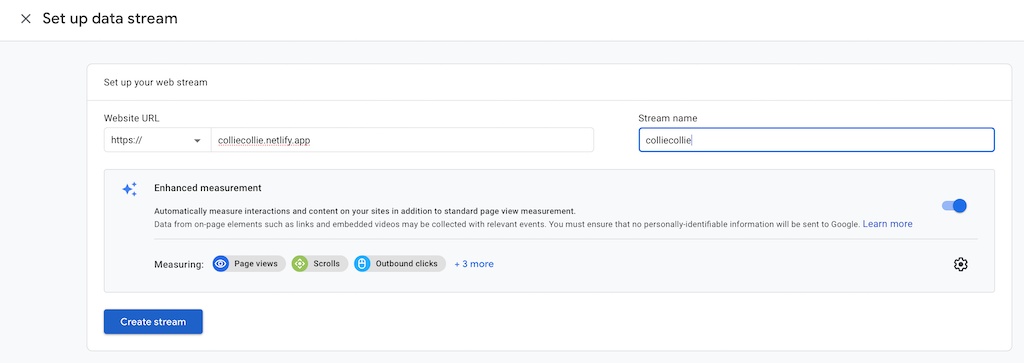 Set up data stream
Set up your web stream
Website URL
Stream name
https://
colliecollie.netlify.app
colliecollie
Enhanced measurement
Automatically measure interactions and content on your sites in addition to standard page view measurement.
Data from on-page elements such as links and embedded videos may be collected with relevant events. You must ensure that no personally-identifiable information will be sent to Google. Learn more
Measuring: Page views Scrolls Outbound clicks + 3 more
Create stream